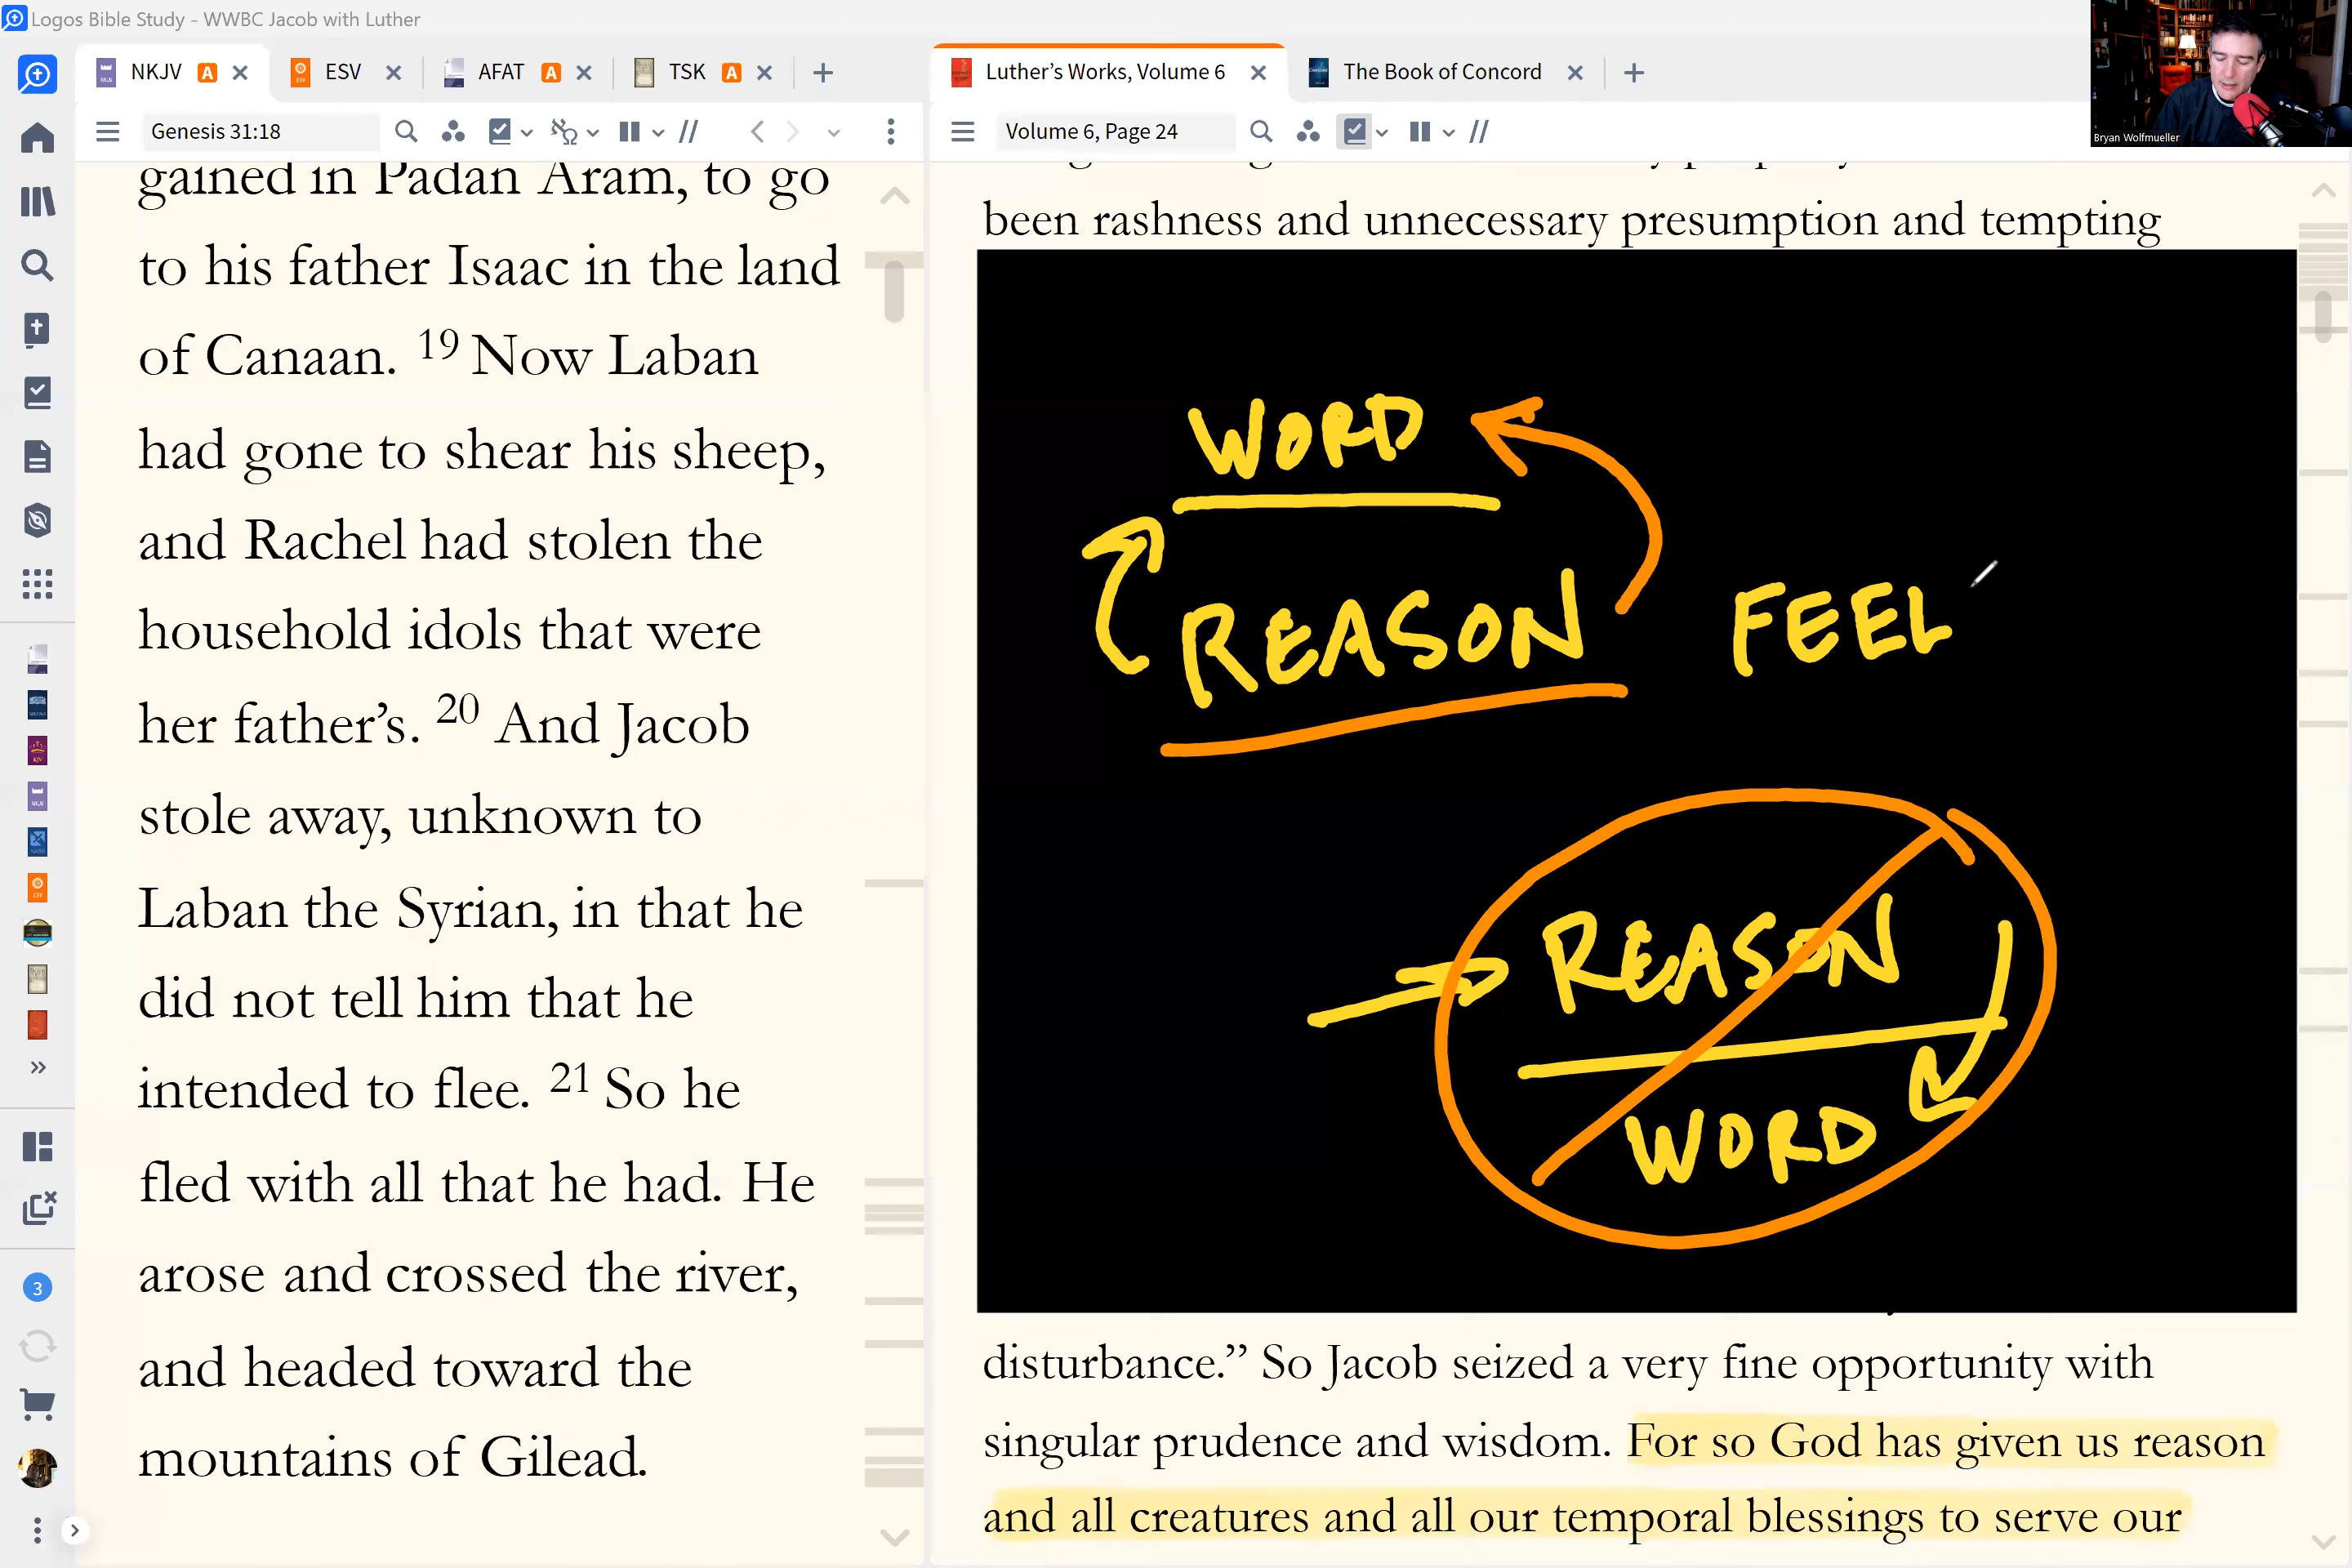 Logos Bible Study - WWBC Jacob with Luther
NKJV A ESV AFAT A TSK A
Genesis 31:18
gained in Padan Aram, to go
to his father Isaac in the land
of Canaan. 19 Now Laban
had gone to shear his sheep,
and Rachel had stolen the
household idols that were
her father’s. 20 And Jacob
stole away, unknown to
Laban the Syrian, in that he
did not tell him that he
intended to flee. 21 So he
fled with all that he had. He
arose and crossed the river,
and headed toward the
mountains of Gilead.
3
Luther’s Works, Volume 6 The Book of Concord
Volume 6, Page 24
Bryan Wolfmueller
been rashness and unnecessary presumption and tempting
WORD
REASON FEEL
REASON
WORD
disturbance.” So Jacob seized a very fine opportunity with
singular prudence and wisdom. For so God has given us reason
and all creatures and all our temporal blessings to serve our